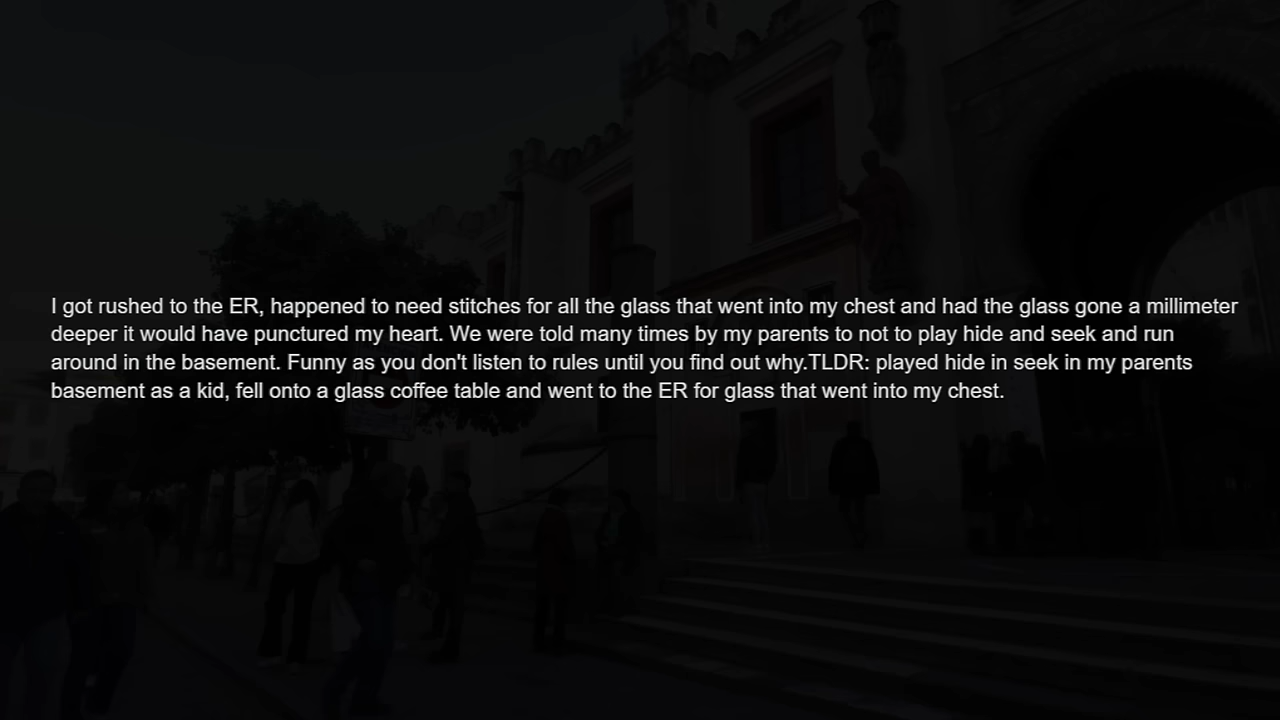 I got rushed to the ER, happened to need stitches for all the glass that went into my chest and had the glass gone a millimeter
deeper it would have punctured my heart. We were told many times by my parents to not to play hide and seek and run
around in the basement. Funny as you don't listen to rules until you find out why.TLDR: played hide in seek in my parents
basement as a kid, fell onto a glass coffee table and went to the ER for glass that went into my chest.